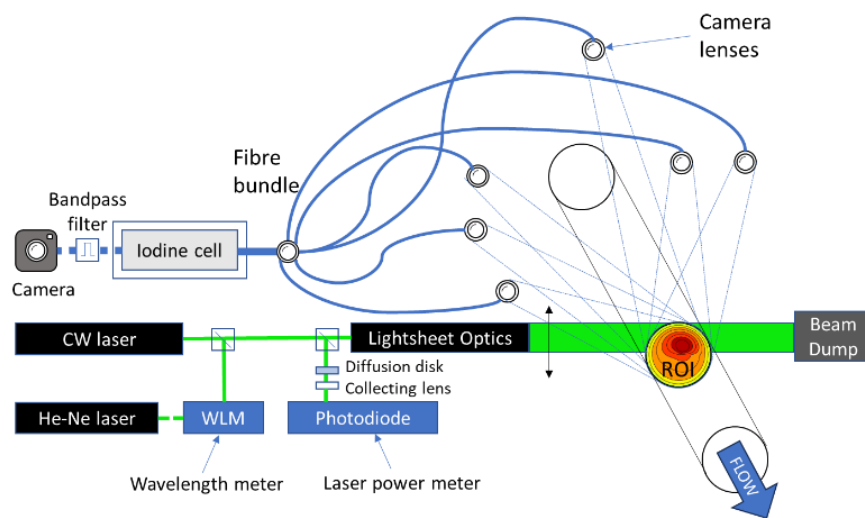 Camera
lenses
Fibre
bundle
Bandpass
filter
Iodine cell
Camera
ROI
Beam
Dump
CW laser
Lightsheet Optics
Diffusion disk
Collecting lens
He-Ne laser
WLM
Photodiode
Wavelength meter
Laser power meter
FLOW